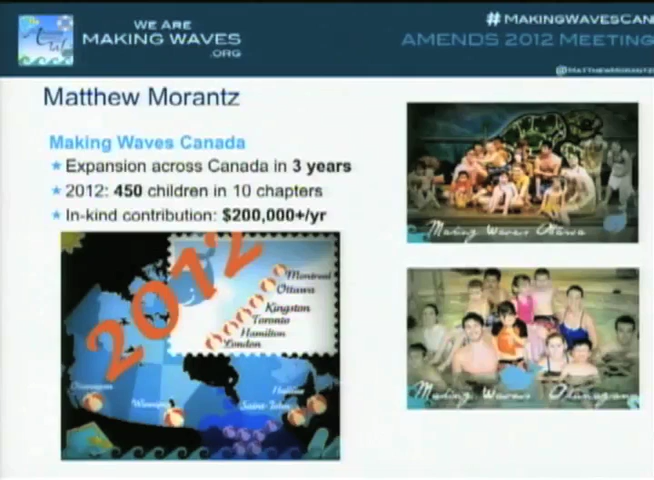 WE ARE
MAKING WAVES
.ORG
#MAKINGWAVESCAN
AMENDS 2012 MEETING
@MATTHEWMORANTZ
Matthew Morantz
Making Waves Canada
★ Expansion across Canada in 3 years
★ 2012: 450 children in 10 chapters
★ In-kind contribution: $200,000+/yr
2012
Montreal
Ottawa
Kingston
Toronto
Hamilton
London
Okanagan
Winnipeg
Halifax
Saint-John
Making Waves Ottawa
Making Waves Okanagan